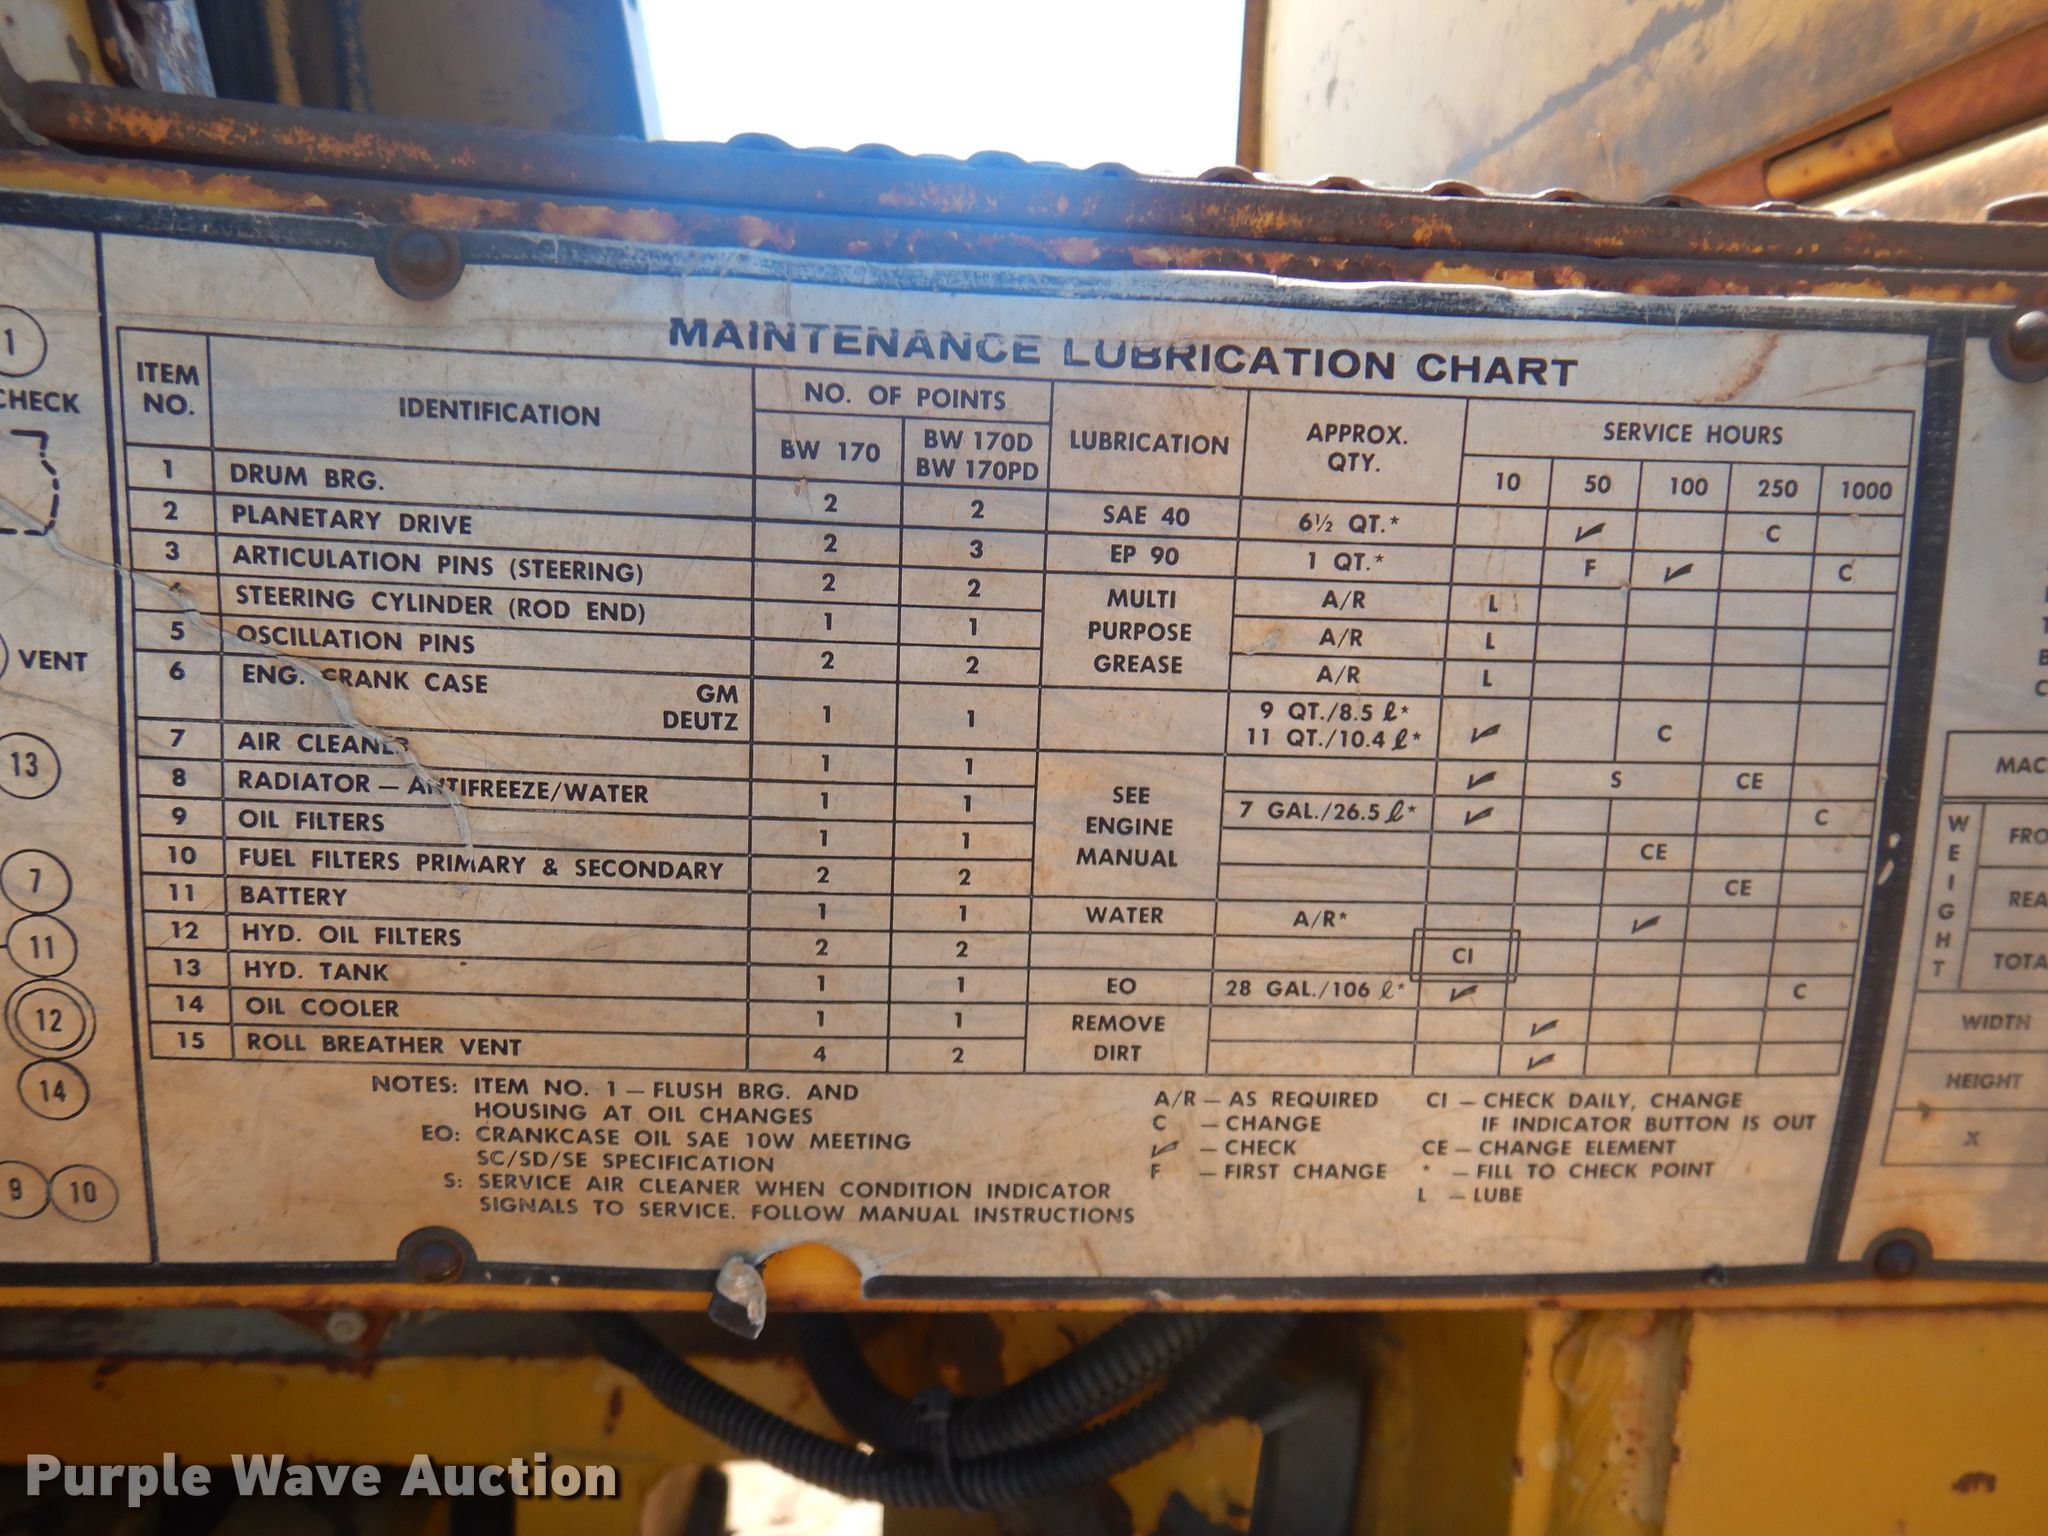 1
CHECK
VENT
13
7
11
12
14
9 10
MAINTENANCE LUBRICATION CHART
ITEM NO. IDENTIFICATION NO. OF POINTS LUBRICATION APPROX. QTY. SERVICE HOURS
BW 170 BW 170D BW 170PD 10 50 100 250 1000
1 DRUM BRG. 2 2 SAE 40 6½ QT.* ✓ C
2 PLANETARY DRIVE 2 3 EP 90 1 QT.* F ✓ C
3 ARTICULATION PINS (STEERING) 2 2 MULTI A/R L
4 STEERING CYLINDER (ROD END) 1 1 PURPOSE A/R L
5 OSCILLATION PINS 2 2 GREASE A/R L
6 ENG. CRANK CASE GM 1 1 9 QT./8.5 ℓ* ✓ C
DEUTZ 11 QT./10.4 ℓ*
7 AIR CLEANER 1 1 SEE ✓ S CE
8 RADIATOR — ANTIFREEZE/WATER 1 1 ENGINE 7 GAL./26.5 ℓ* ✓ C
9 OIL FILTERS 1 1 MANUAL CE
10 FUEL FILTERS PRIMARY & SECONDARY 2 2 CE
11 BATTERY 1 1 WATER A/R* ✓
12 HYD. OIL FILTERS 2 2 CI
13 HYD. TANK 1 1 EO 28 GAL./106 ℓ* ✓ C
14 OIL COOLER 1 1 REMOVE ✓
15 ROLL BREATHER VENT 4 2 DIRT ✓
NOTES: ITEM NO. 1 — FLUSH BRG. AND
HOUSING AT OIL CHANGES
EO: CRANKCASE OIL SAE 10W MEETING
SC/SD/SE SPECIFICATION
S: SERVICE AIR CLEANER WHEN CONDITION INDICATOR
SIGNALS TO SERVICE. FOLLOW MANUAL INSTRUCTIONS
A/R — AS REQUIRED
C — CHANGE
✓ — CHECK
F — FIRST CHANGE
CI — CHECK DAILY, CHANGE
IF INDICATOR BUTTON IS OUT
CE — CHANGE ELEMENT
* — FILL TO CHECK POINT
L — LUBE
MAC
WEIGHT
FRO
REA
TOTA
WIDTH
HEIGHT
X
Purple Wave Auction